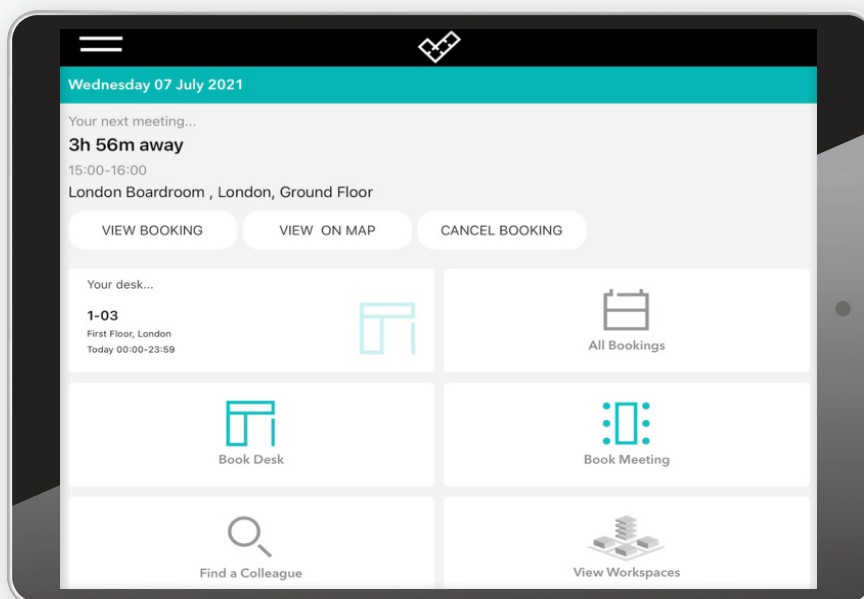 Wednesday 07 July 2021
Your next meeting...
3h 56m away
15:00-16:00
London Boardroom , London, Ground Floor
VIEW BOOKING
VIEW ON MAP
CANCEL BOOKING
Your desk...
1-03
First Floor, London
Today 00:00-23:59
All Bookings
Book Desk
Book Meeting
Find a Colleague
View Workspaces